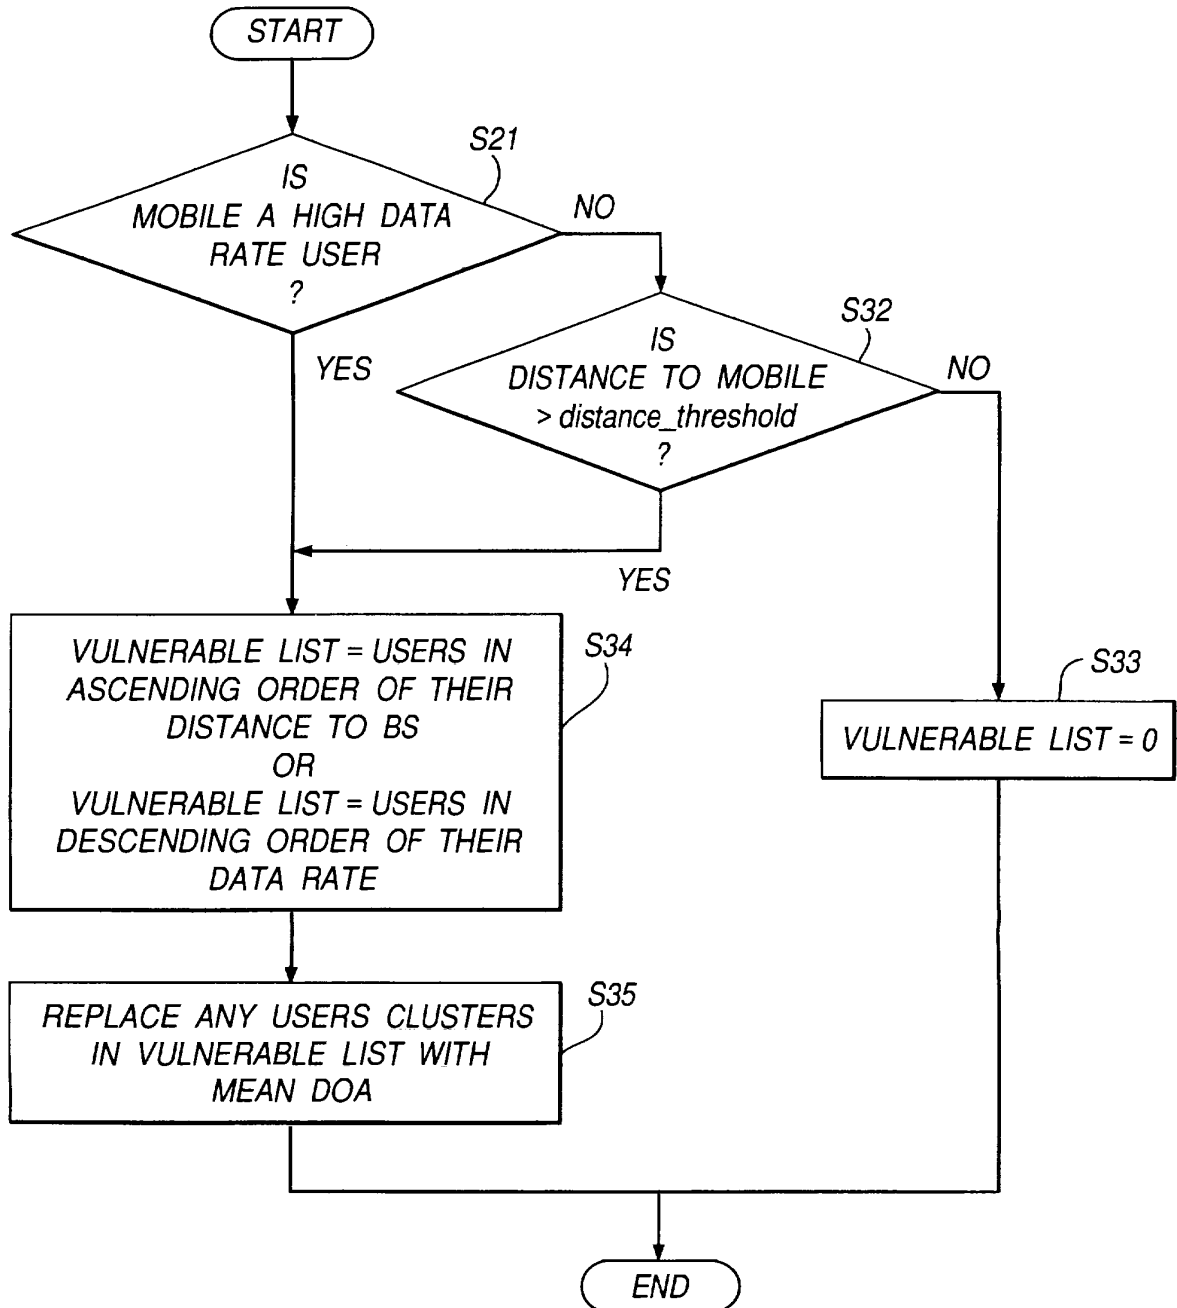 START
S21
IS
MOBILE A HIGH DATA
RATE USER
?
NO
YES
S32
IS
DISTANCE TO MOBILE
> distance_threshold
?
NO
YES
S34
VULNERABLE LIST = USERS IN
ASCENDING ORDER OF THEIR
DISTANCE TO BS
OR
VULNERABLE LIST = USERS IN
DESCENDING ORDER OF THEIR
DATA RATE
S33
VULNERABLE LIST = 0
S35
REPLACE ANY USERS CLUSTERS
IN VULNERABLE LIST WITH
MEAN DOA
END